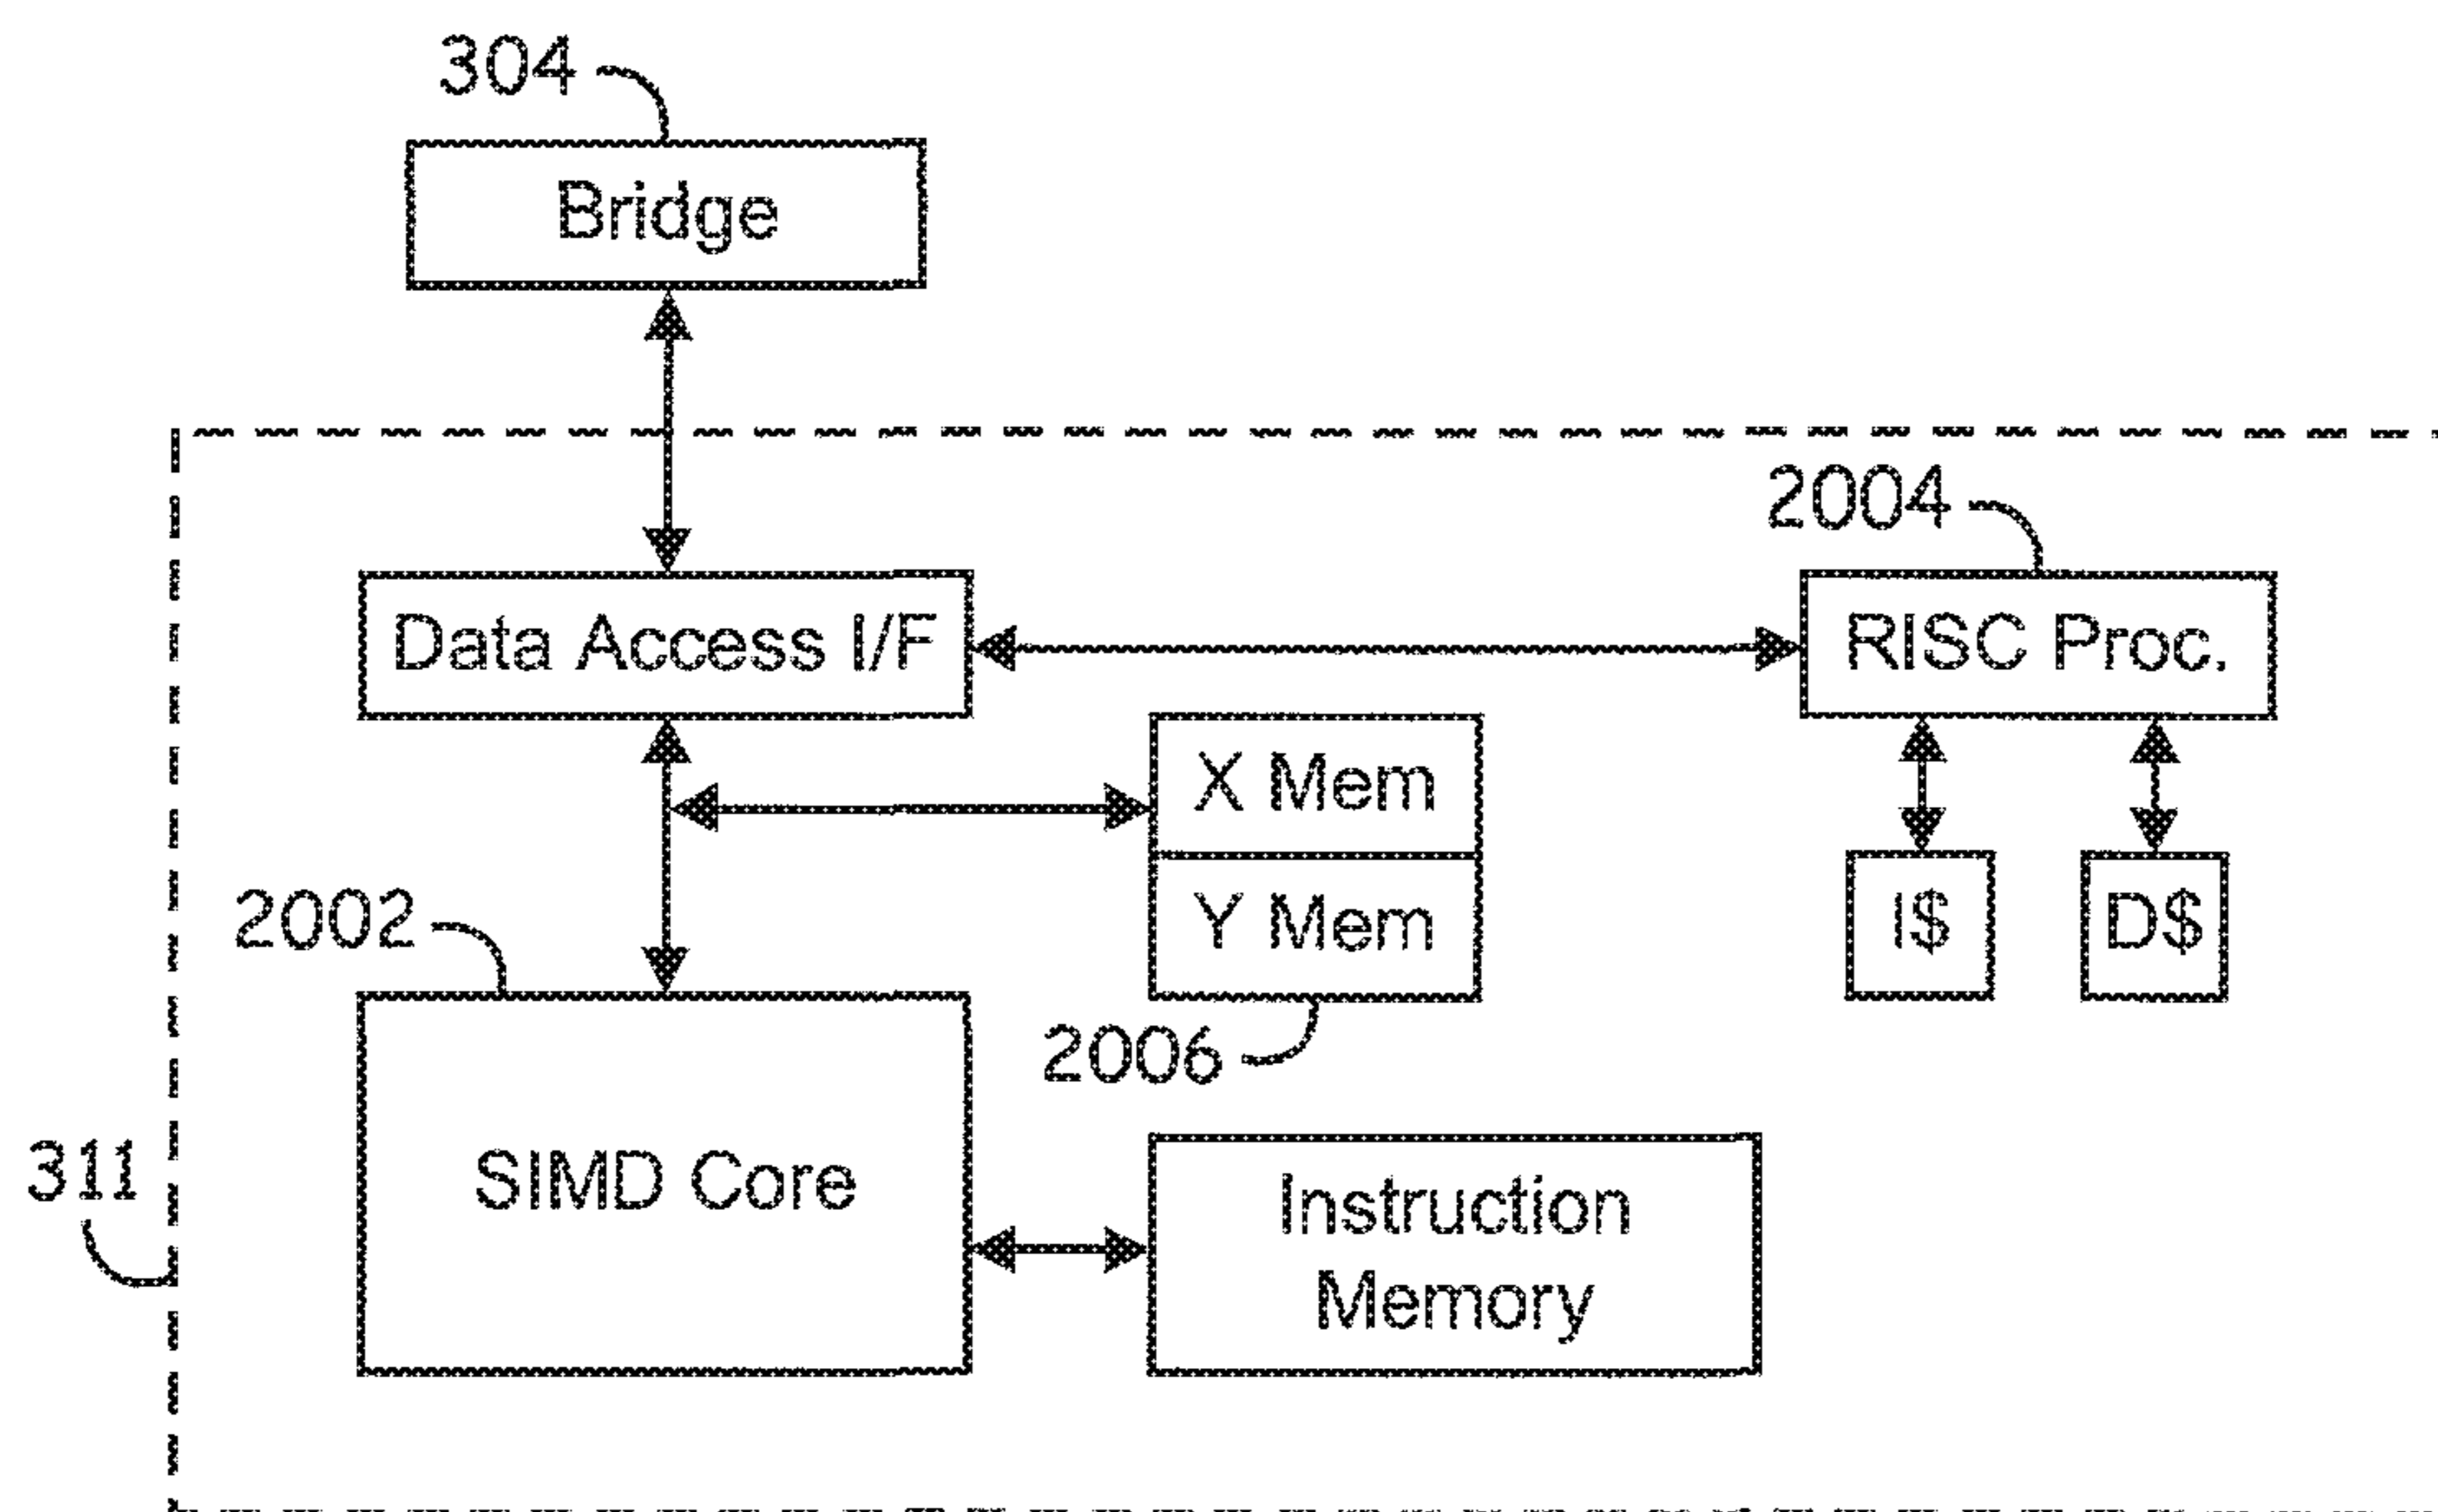 304
Bridge
2004
Data Access I/F
RISC Proc.
X Mem
Y Mem
I$
D$
2002
2006
311
SIMD Core
Instruction
Memory